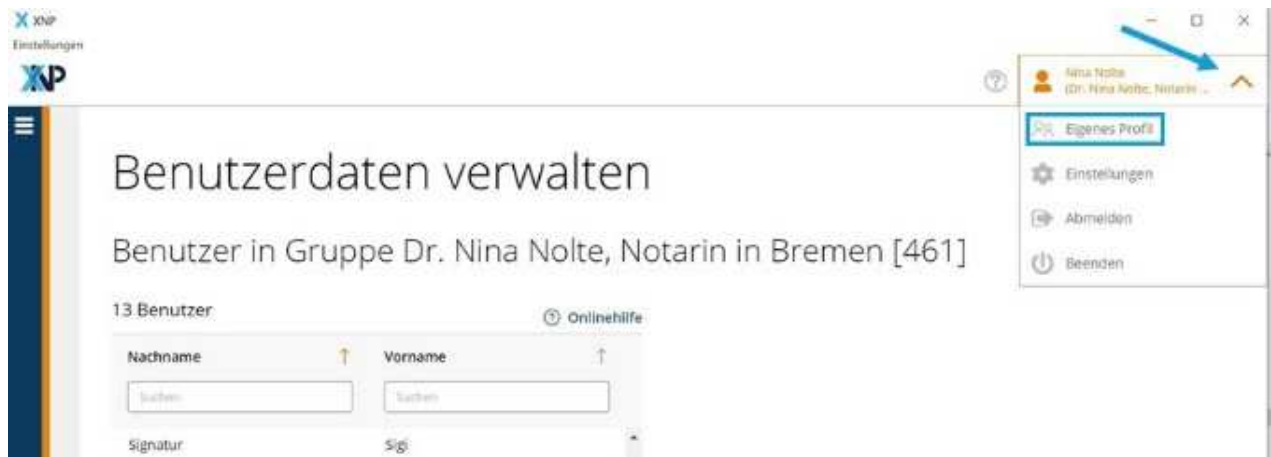 XNP
Einstellungen
XNP
Nina Nolte
(Dr. Nina Nolte, Notarin ...
Eigenes Profil
Einstellungen
Abmelden
Beenden
Benutzerdaten verwalten
Benutzer in Gruppe Dr. Nina Nolte, Notarin in Bremen [461]
13 Benutzer
Onlinehilfe
Nachname Vorname
Suchen Suchen
Signatur Sigi